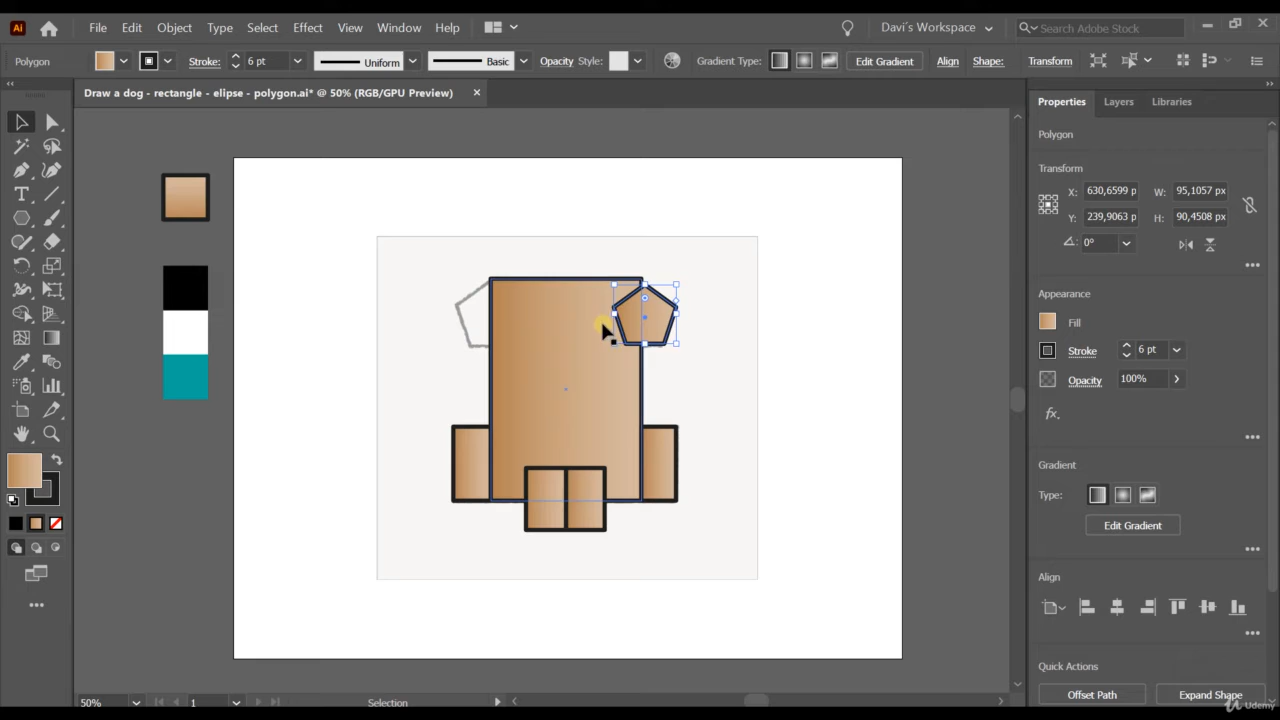 Ai File Edit Object Type Select Effect View Window Help Davi's Workspace Search Adobe Stock
Polygon Stroke: 6 pt Uniform Basic Opacity Style: Gradient Type: Edit Gradient Align Shape: Transform
Draw a dog - rectangle - elipse - polygon.ai* @ 50% (RGB/GPU Preview) ×
Properties Layers Libraries
Polygon
Transform
X: 630,6599 p W: 95,1057 px
Y: 239,9063 p H: 90,4508 px
0°
Appearance
Fill
Stroke 6 pt
Opacity 100%
fx.
Gradient
Type:
Edit Gradient
Align
Quick Actions
Offset Path Expand Shape
50% 1 Selection
Udemy